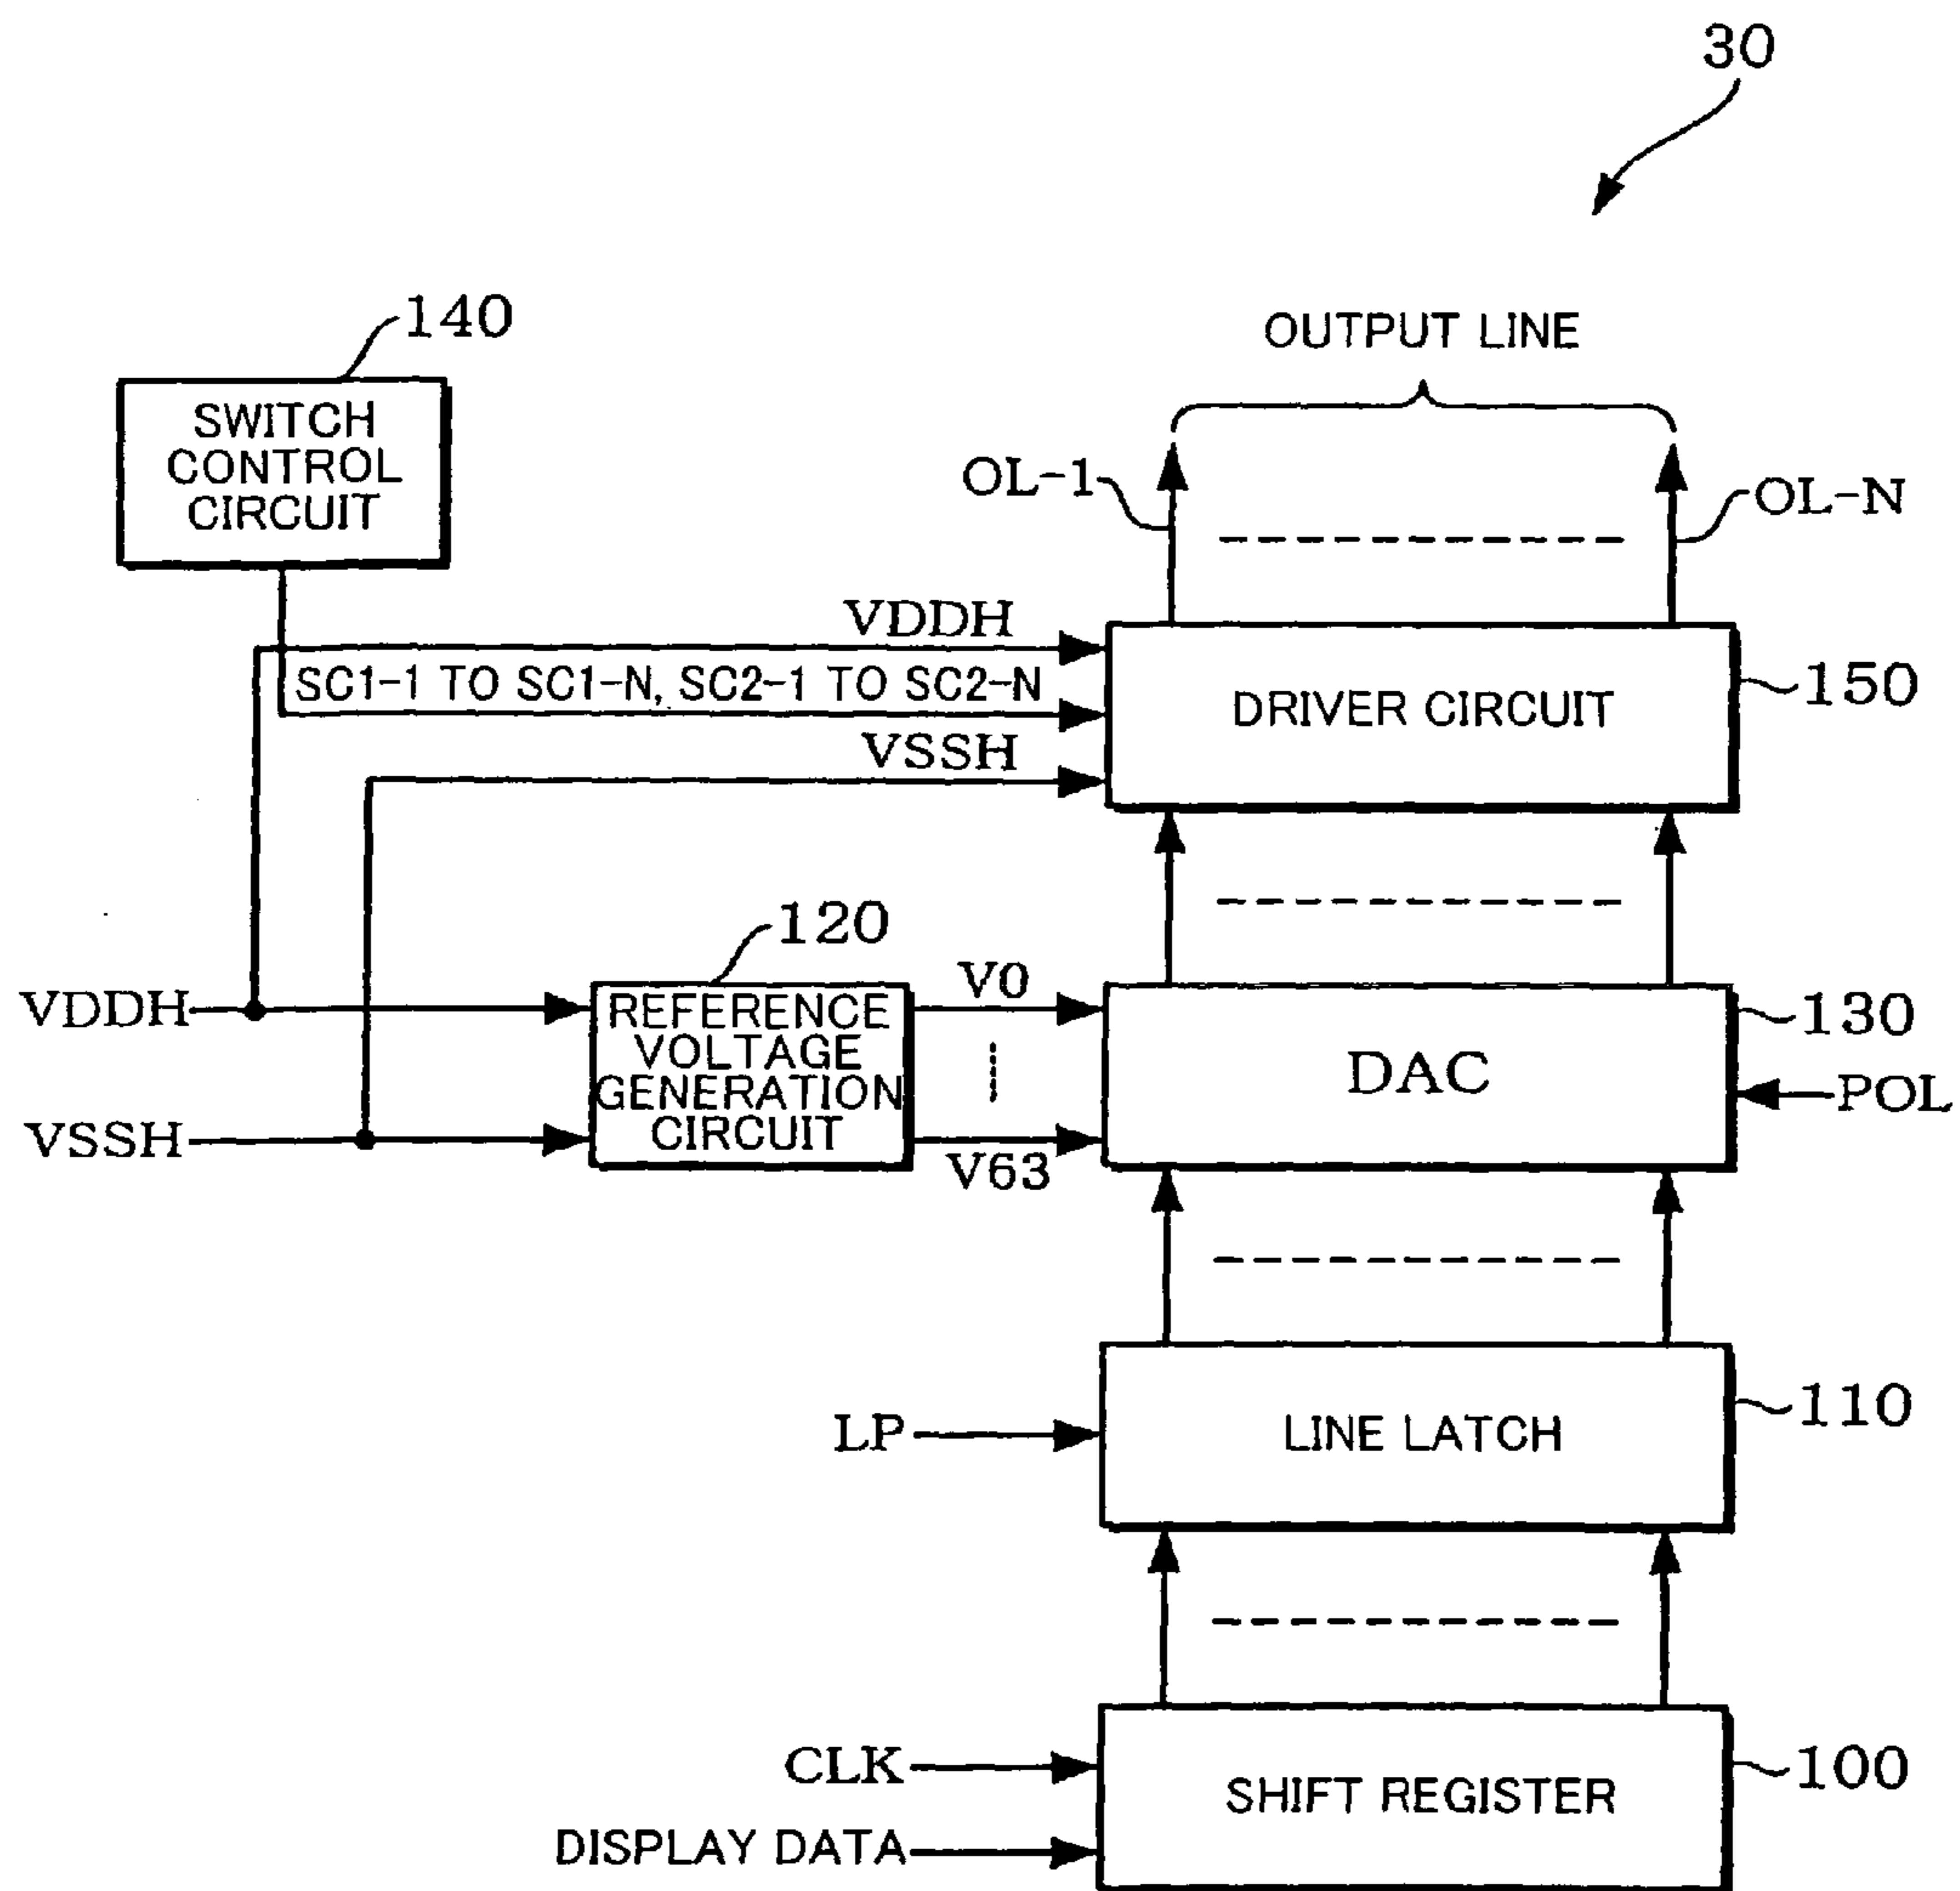 30
140
SWITCH
CONTROL
CIRCUIT
OUTPUT LINE
OL-1
OL-N
VDDH
SC1-1 TO SC1-N, SC2-1 TO SC2-N
VSSH
DRIVER CIRCUIT
150
120
VDDH
VSSH
REFERENCE
VOLTAGE
GENERATION
CIRCUIT
V0
V63
DAC
130
POL
LP
LINE LATCH
110
CLK
DISPLAY DATA
SHIFT REGISTER
100